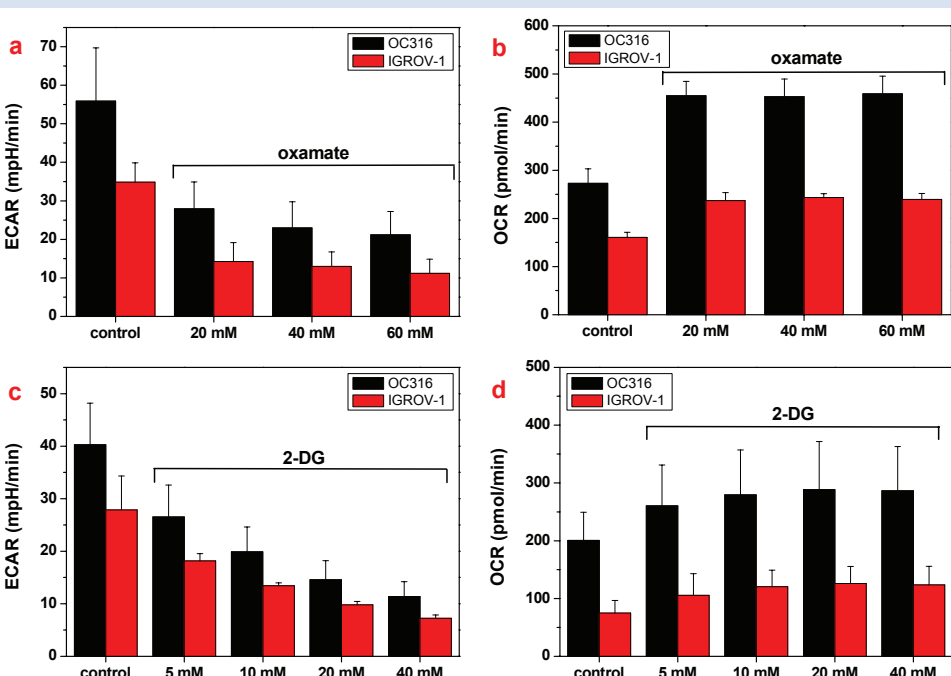 a
OC316
IGROV-1
oxamate
ECAR (mpH/min)
70
60
50
40
30
20
10
0
control 20 mM 40 mM 60 mM
b
OC316
IGROV-1
oxamate
OCR (pmol/min)
600
500
400
300
200
100
0
control 20 mM 40 mM 60 mM
c
OC316
IGROV-1
2-DG
ECAR (mpH/min)
50
40
30
20
10
0
control 5 mM 10 mM 20 mM 40 mM
d
OC316
IGROV-1
2-DG
OCR (pmol/min)
500
400
300
200
100
0
control 5 mM 10 mM 20 mM 40 mM